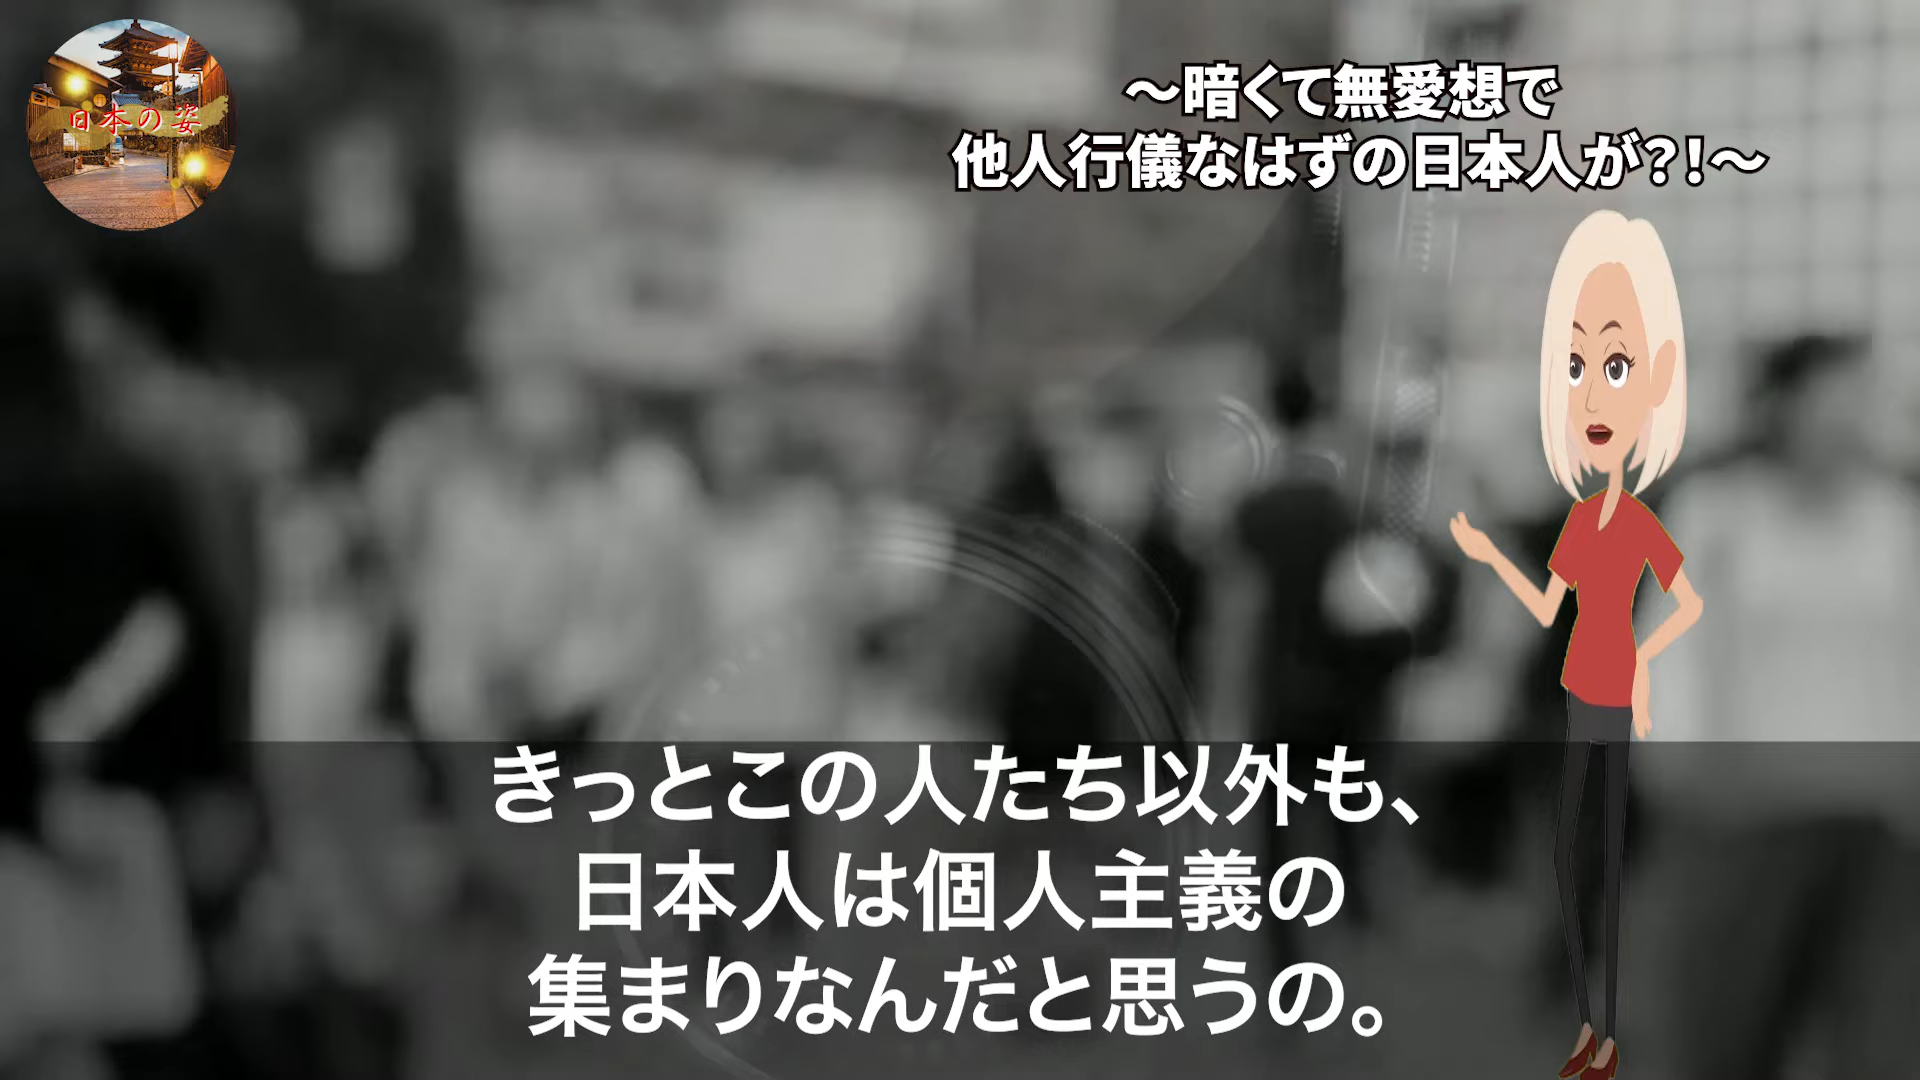 日本の姿
～暗くて無愛想で
他人行儀なはずの日本人が?!～
きっとこの人たち以外も、
日本人は個人主義の
集まりなんだと思うの。